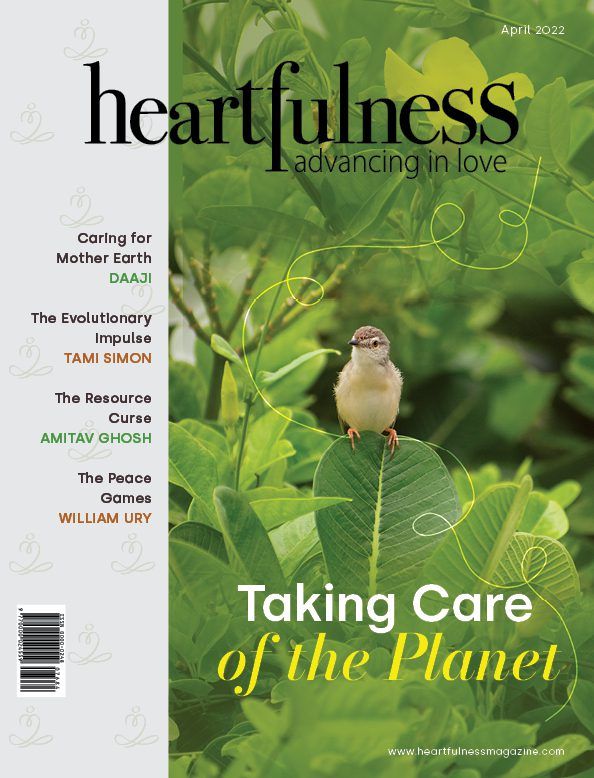 April 2022
heartfulness
advancing in love
Caring for
Mother Earth
DAAJI
The Evolutionary
Impulse
TAMI SIMON
The Resource
Curse
AMITAV GHOSH
The Peace
Games
WILLIAM URY
Taking Care
of the Planet
www.heartfulnessmagazine.com